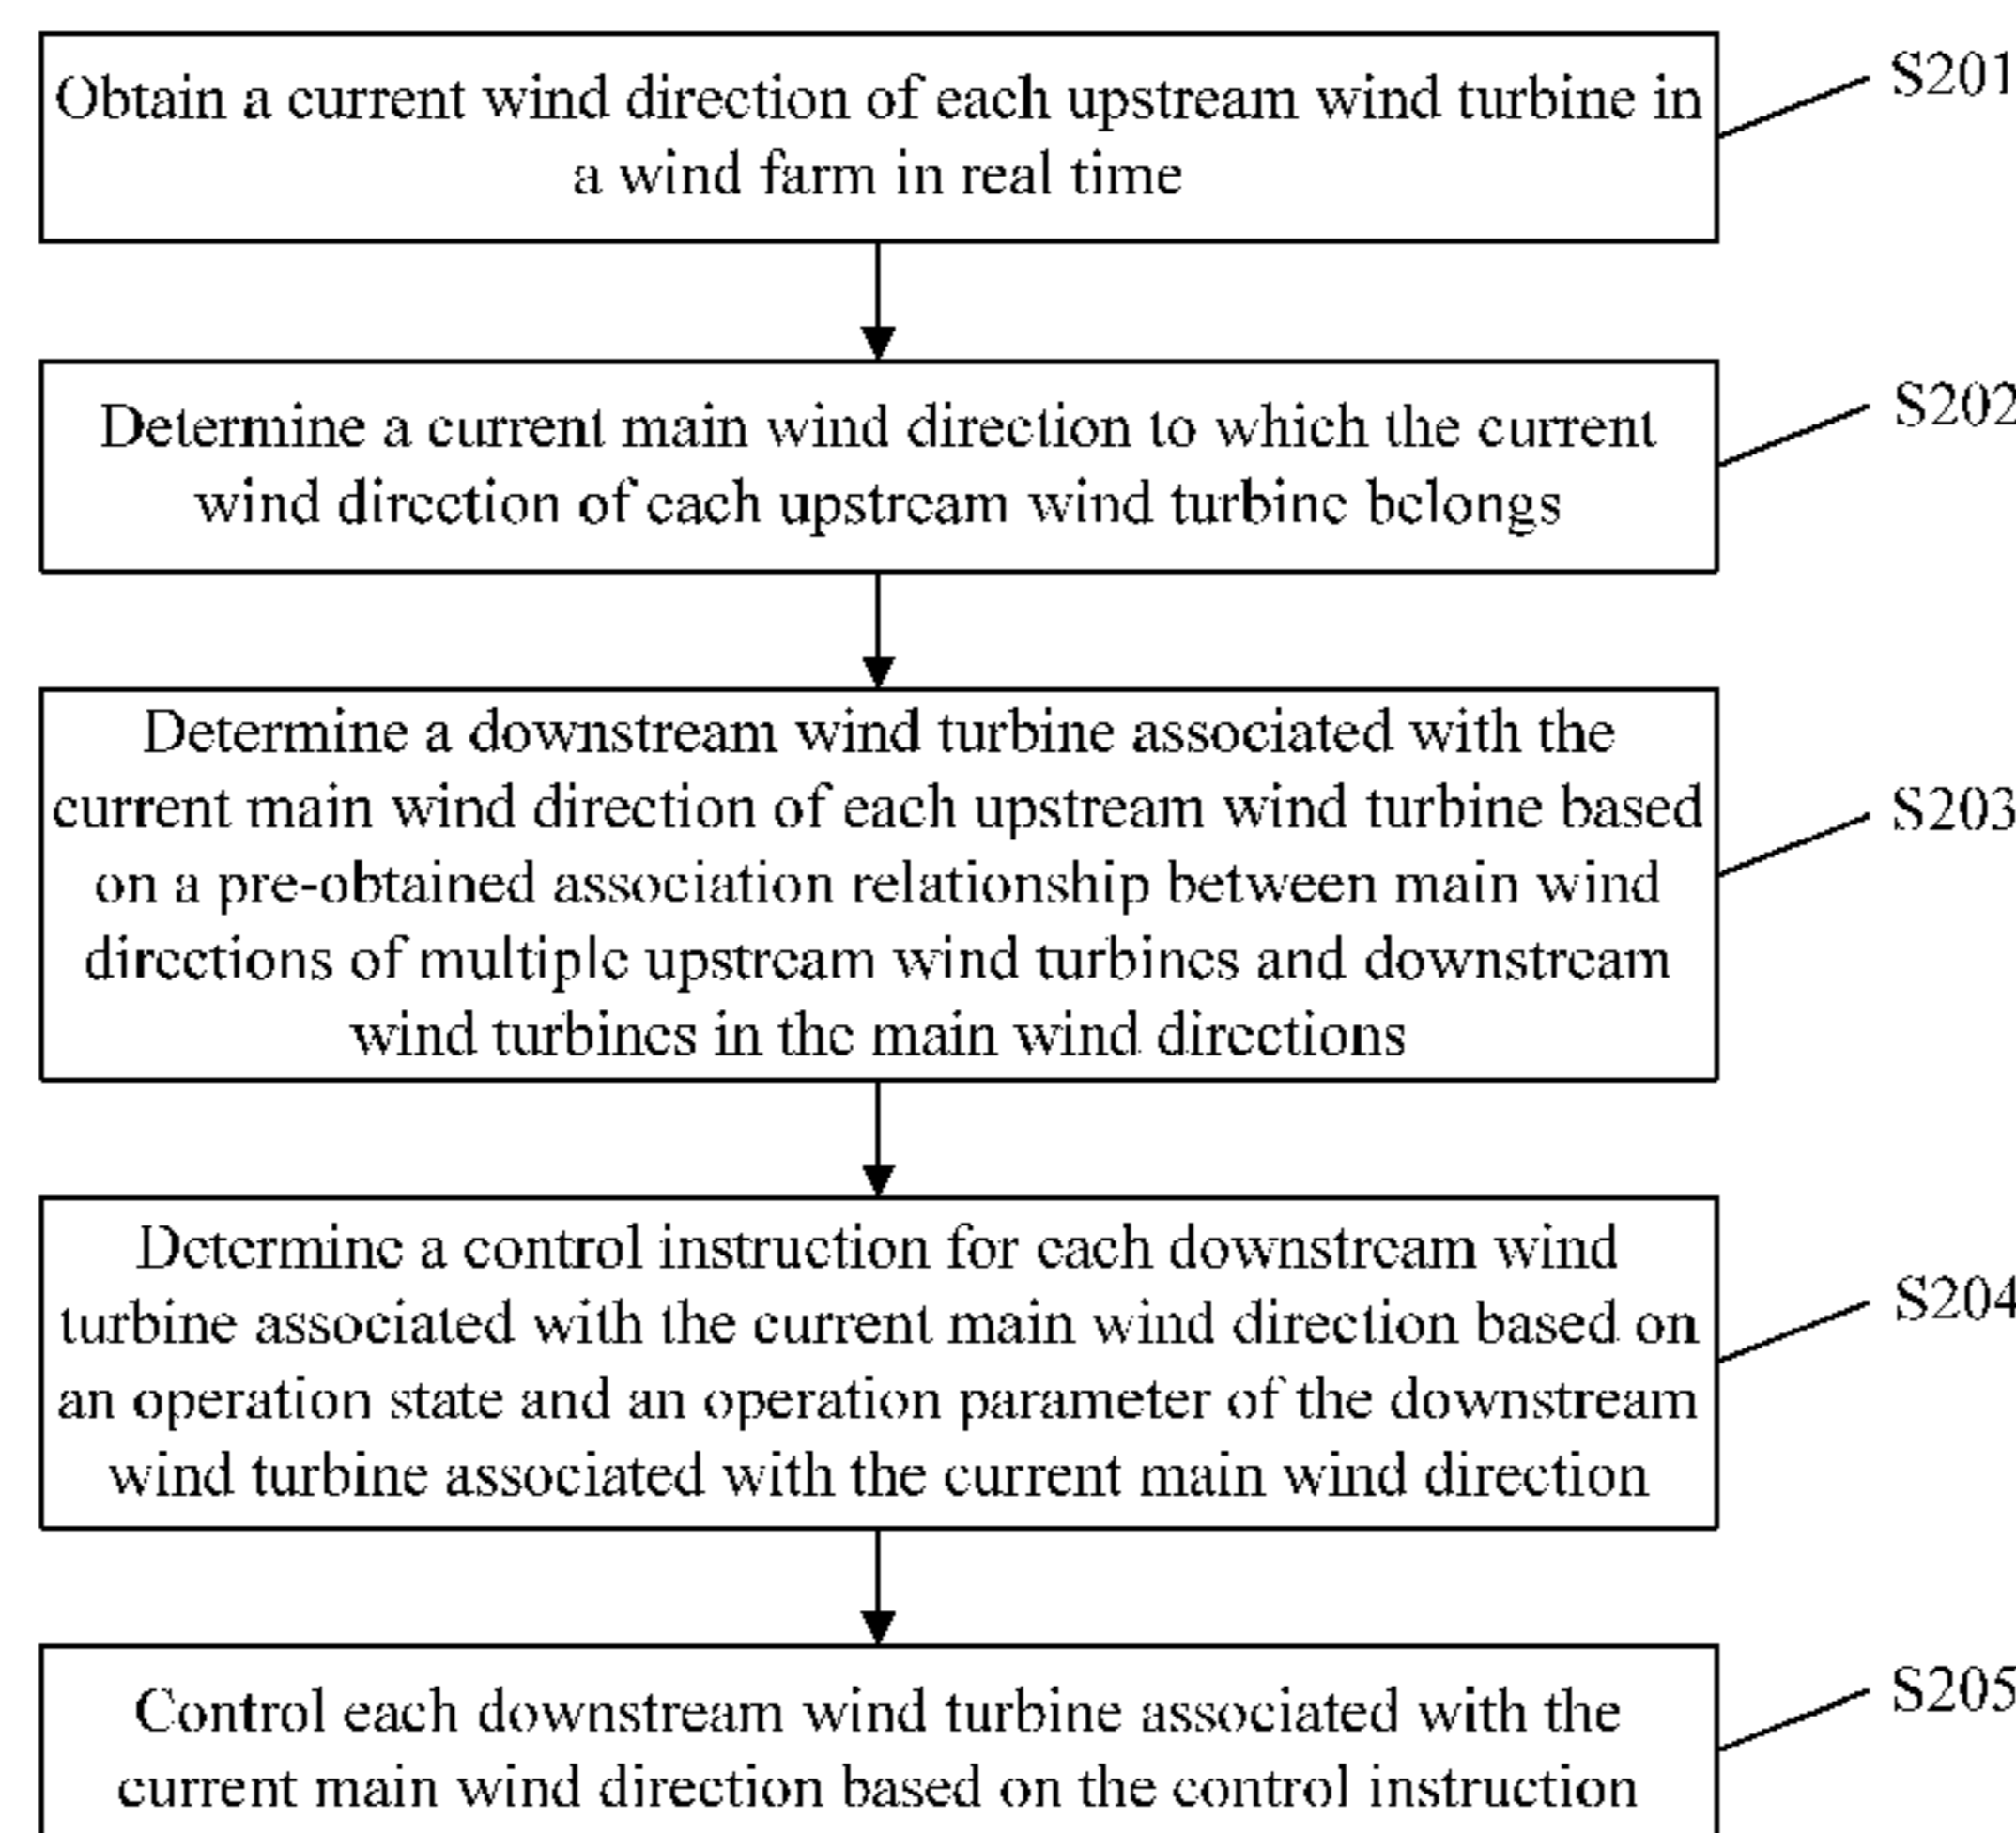 Obtain a current wind direction of each upstream wind turbine in
a wind farm in real time
S201
Determine a current main wind direction to which the current
wind direction of each upstream wind turbine belongs
S202
Determine a downstream wind turbine associated with the
current main wind direction of each upstream wind turbine based
on a pre-obtained association relationship between main wind
directions of multiple upstream wind turbines and downstream
wind turbines in the main wind directions
S203
Determine a control instruction for each downstream wind
turbine associated with the current main wind direction based on
an operation state and an operation parameter of the downstream
wind turbine associated with the current main wind direction
S204
Control each downstream wind turbine associated with the
current main wind direction based on the control instruction
S205